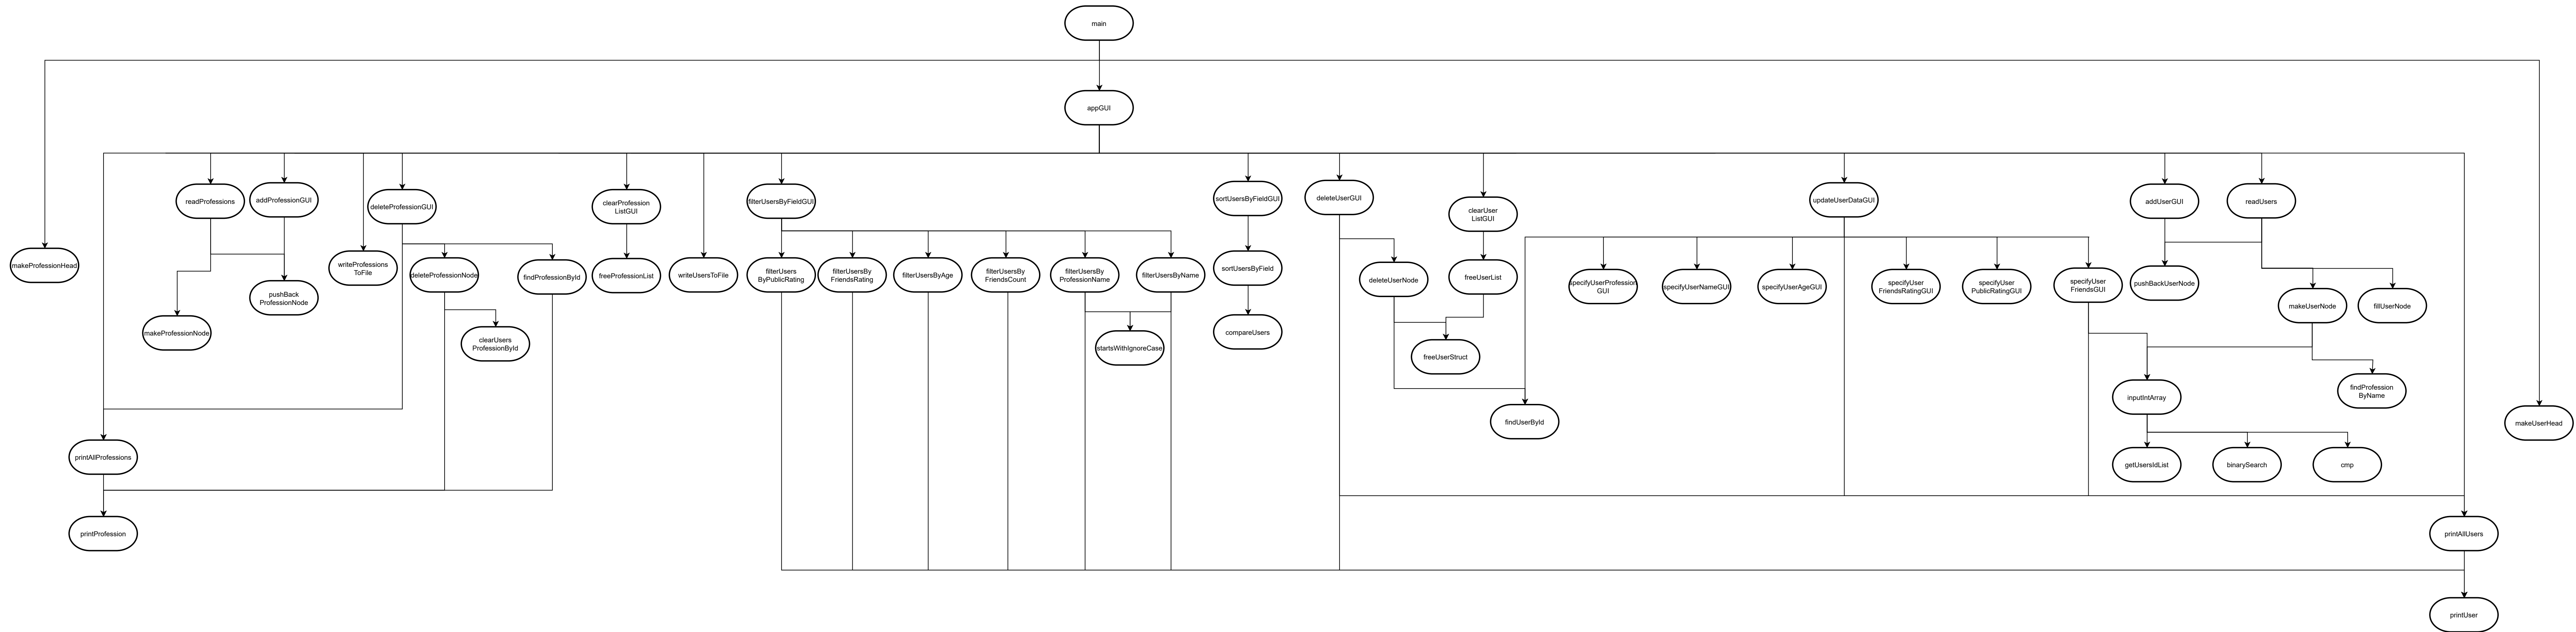 main
appGUI
readProfessions
addProfessionGUI
deleteProfessionGUI
clearProfession
ListGUI
filterUsersByFieldGUI
sortUsersByFieldGUI
deleteUserGUI
clearUser
ListGUI
updateUserDataGUI
addUserGUI
readUsers
makeProfessionHead
writeProfessions
ToFile
deleteProfessionNode
findProfessionById
freeProfessionList
writeUsersToFile
filterUsers
ByPublicRating
filterUsersBy
FriendsRating
filterUsersByAge
filterUsersBy
FriendsCount
filterUsersBy
ProfessionName
filterUsersByName
sortUsersByField
deleteUserNode
freeUserList
specifyUserProfession
GUI
specifyUserNameGUI
specifyUserAgeGUI
specifyUser
FriendsRatingGUI
specifyUser
PublicRatingGUI
specifyUser
FriendsGUI
pushBackUserNode
makeUserNode
fillUserNode
pushBack
ProfessionNode
makeProfessionNode
clearUsers
ProfessionById
startsWithIgnoreCase
compareUsers
freeUserStruct
findUserById
inputIntArray
findProfession
ByName
makeUserHead
printAllProfessions
getUsersIdList
binarySearch
cmp
printProfession
printAllUsers
printUser